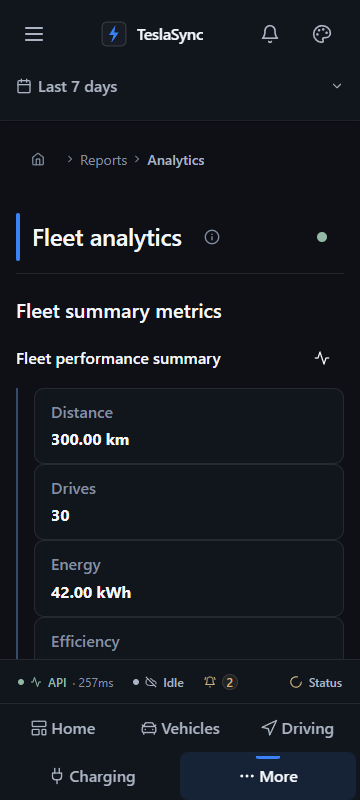 TeslaSync
Last 7 days
Reports Analytics
Fleet analytics
Fleet summary metrics
Fleet performance summary
Distance
300.00 km
Drives
30
Energy
42.00 kWh
Efficiency
API · 257ms Idle 2 Status
Home Vehicles Driving
Charging More